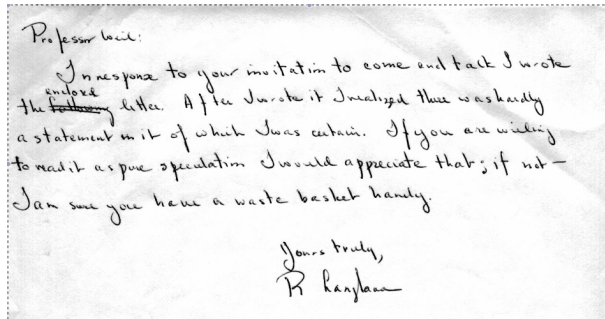 Professor Weil:
In response to your invitation to come and talk I wrote
enclosed
the following letter. After I wrote it I realized there was hardly
a statement in it of which I was certain. If you are willing
to read it as pure speculation I would appreciate that; if not –
I am sure you have a waste basket handy.
Yours truly,
R Langlands